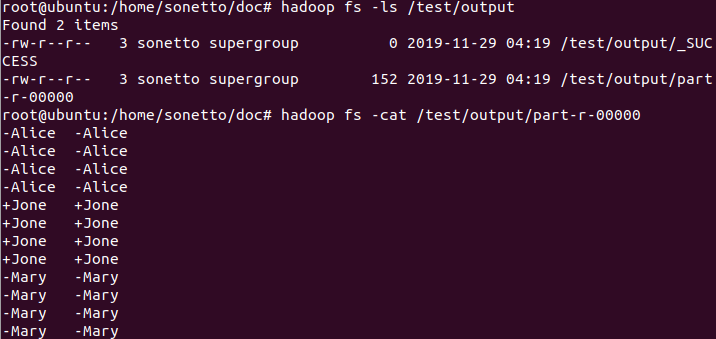 root@ubuntu:/home/sonetto/doc# hadoop fs -ls /test/output
Found 2 items
-rw-r--r--   3 sonetto supergroup          0 2019-11-29 04:19 /test/output/_SUC
CESS
-rw-r--r--   3 sonetto supergroup        152 2019-11-29 04:19 /test/output/part
-r-00000
root@ubuntu:/home/sonetto/doc# hadoop fs -cat /test/output/part-r-00000
-Alice  -Alice
-Alice  -Alice
-Alice  -Alice
-Alice  -Alice
+Jone   +Jone
+Jone   +Jone
+Jone   +Jone
+Jone   +Jone
-Mary   -Mary
-Mary   -Mary
-Mary   -Mary
-Mary   -Mary